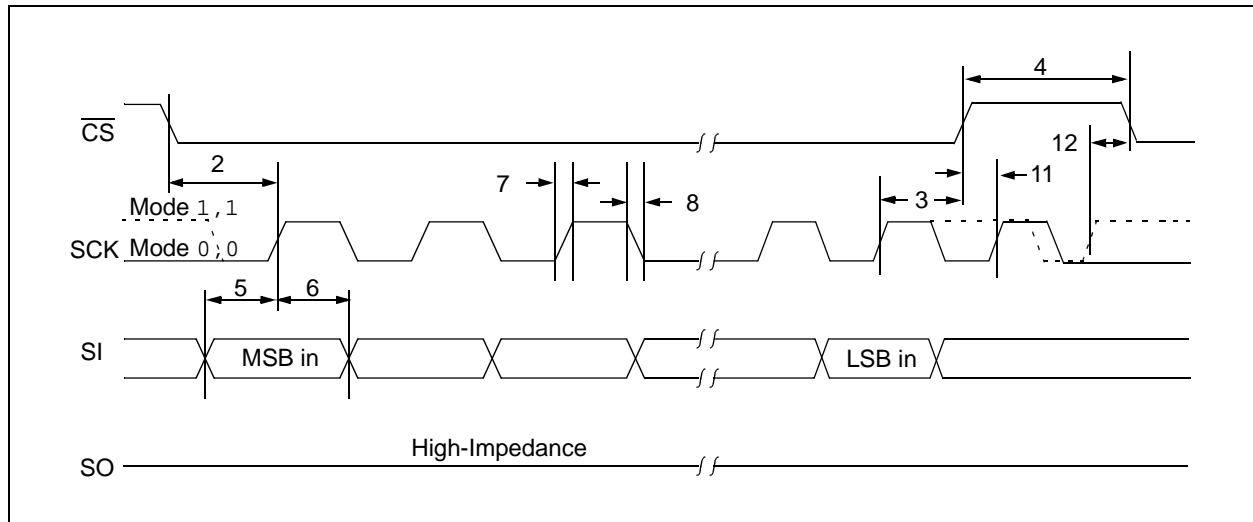 4
CS
12
2
7
11
3
8
Mode 1,1
SCK Mode 0,0
5
6
SI
MSB in
LSB in
High-Impedance
SO